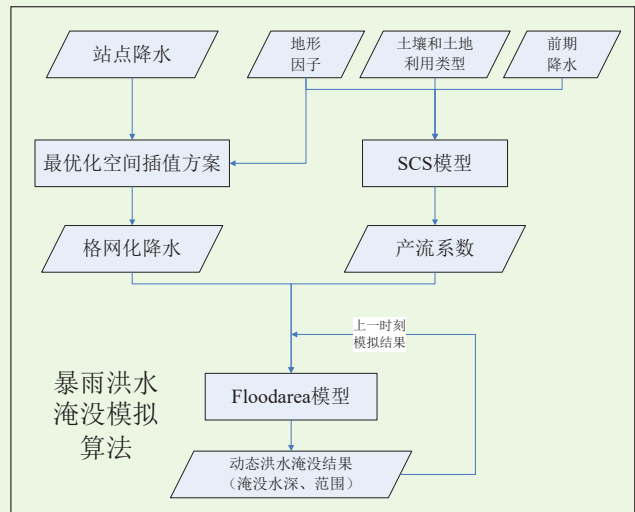 站点降水
地形
因子
土壤和土地
利用类型
前期
降水
最优化空间插值方案
SCS模型
格网化降水
产流系数
上一时刻
模拟结果
暴雨洪水
淹没模拟
算法
Floodarea模型
动态洪水淹没结果
（淹没水深、范围）